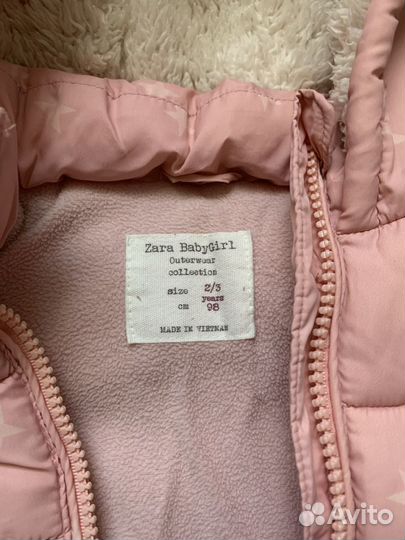 Zara BabyGirl
Outerwear
collection
size 2/3
years
cm 98
MADE IN VIETNAM
Avito